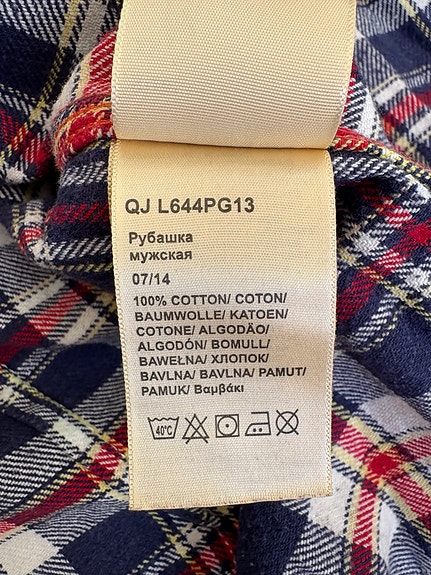 QJ L644PG13
Рубашка
мужская
07/14
100% COTTON/ COTON/
BAUMWOLLE/ KATOEN/
COTONE/ ALGODÃO/
ALGODÓN/ BOMULL/
BAWEŁNA/ ХЛОПОК/
BAVLNA/ BAVLNA/ PAMUT/
PAMUK/ Βαμβάκι
40°C